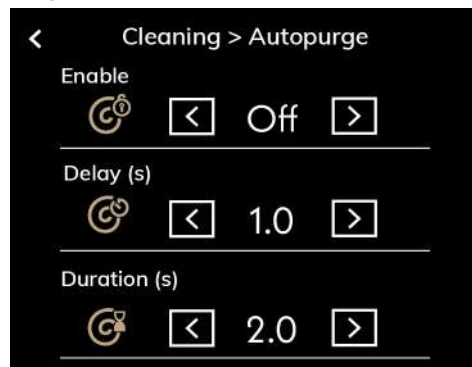 Cleaning > Autopurge
Enable
Off
Delay (s)
1.0
Duration (s)
2.0